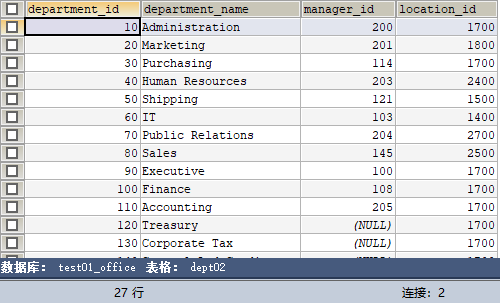 department_id department_name manager_id location_id
10 Administration 200 1700
20 Marketing 201 1800
30 Purchasing 114 1700
40 Human Resources 203 2400
50 Shipping 121 1500
60 IT 103 1400
70 Public Relations 204 2700
80 Sales 145 2500
90 Executive 100 1700
100 Finance 108 1700
110 Accounting 205 1700
120 Treasury (NULL) 1700
130 Corporate Tax (NULL) 1700
数据库: test01_office 表格: dept02
27 行 连接: 2